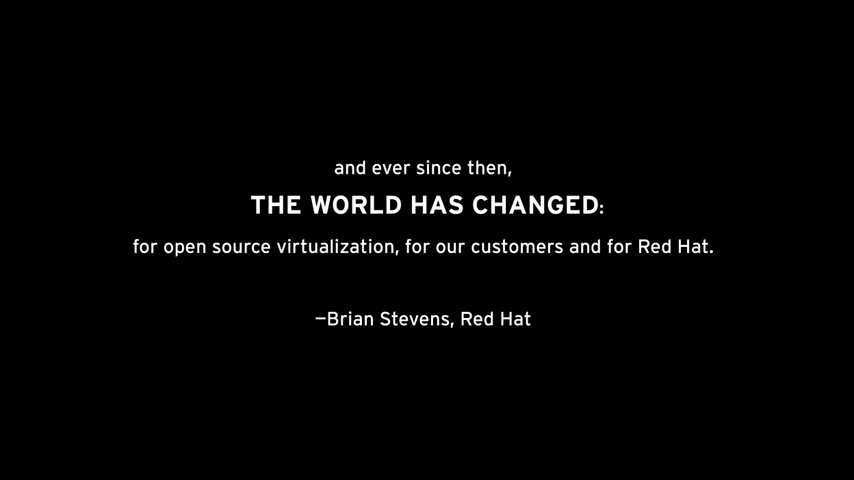 and ever since then,
THE WORLD HAS CHANGED:
for open source virtualization, for our customers and for Red Hat.
—Brian Stevens, Red Hat